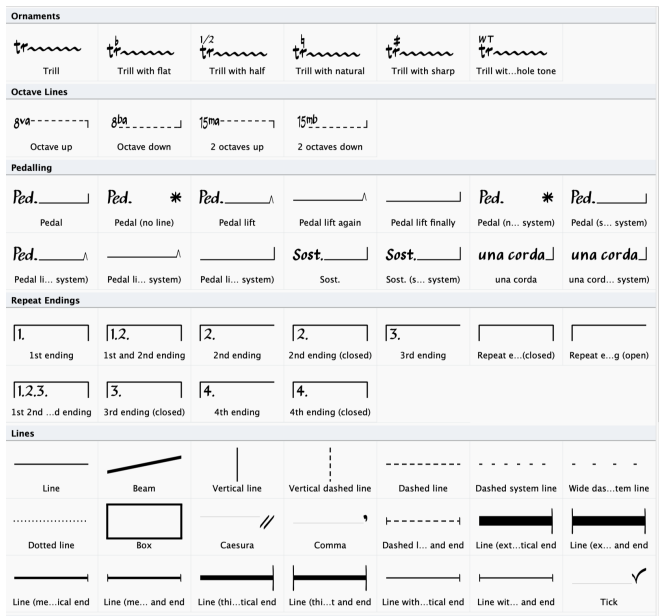 Ornaments
tr tr♭ 1/2 tr tr♮ tr♯ WT tr
Trill Trill with flat Trill with half Trill with natural Trill with sharp Trill wit...hole tone
Octave Lines
8va 8ba 15ma 15mb
Octave up Octave down 2 octaves up 2 octaves down
Pedalling
Ped. Ped. * Ped. Ped. * Ped.
Pedal Pedal (no line) Pedal lift Pedal lift again Pedal lift finally Pedal (n... system) Pedal (s... system)
Ped. Sost. Sost. una corda una corda
Pedal li... system) Pedal li... system) Pedal li... system) Sost. Sost. (s... system) una corda una cord... system)
Repeat Endings
1. 1.2. 2. 2. 3.
1st ending 1st and 2nd ending 2nd ending 2nd ending (closed) 3rd ending Repeat e...(closed) Repeat e...g (open)
1.2.3. 3. 4. 4.
1st 2nd ...d ending 3rd ending (closed) 4th ending 4th ending (closed)
Lines
Line Beam Vertical line Vertical dashed line Dashed line Dashed system line Wide das...tem line
Dotted line Box Caesura Comma Dashed l... and end Line (ext...tical end Line (ex... and end
Line (me...ical end Line (me... and end Line (thi...tical end Line (thi...t and end Line with...tical end Line wit... and end Tick